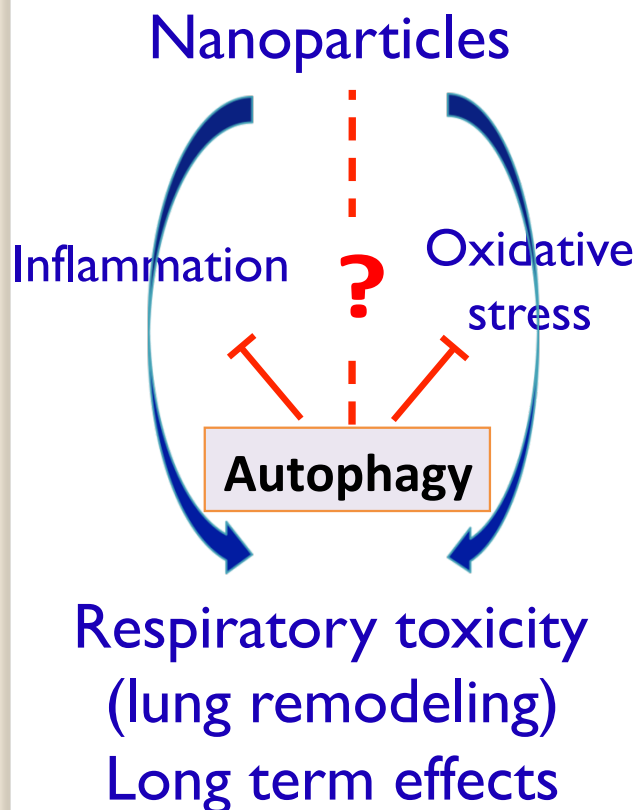 Nanoparticles
Inflammation
Oxidative
stress
?
Autophagy
Respiratory toxicity
(lung remodeling)
Long term effects